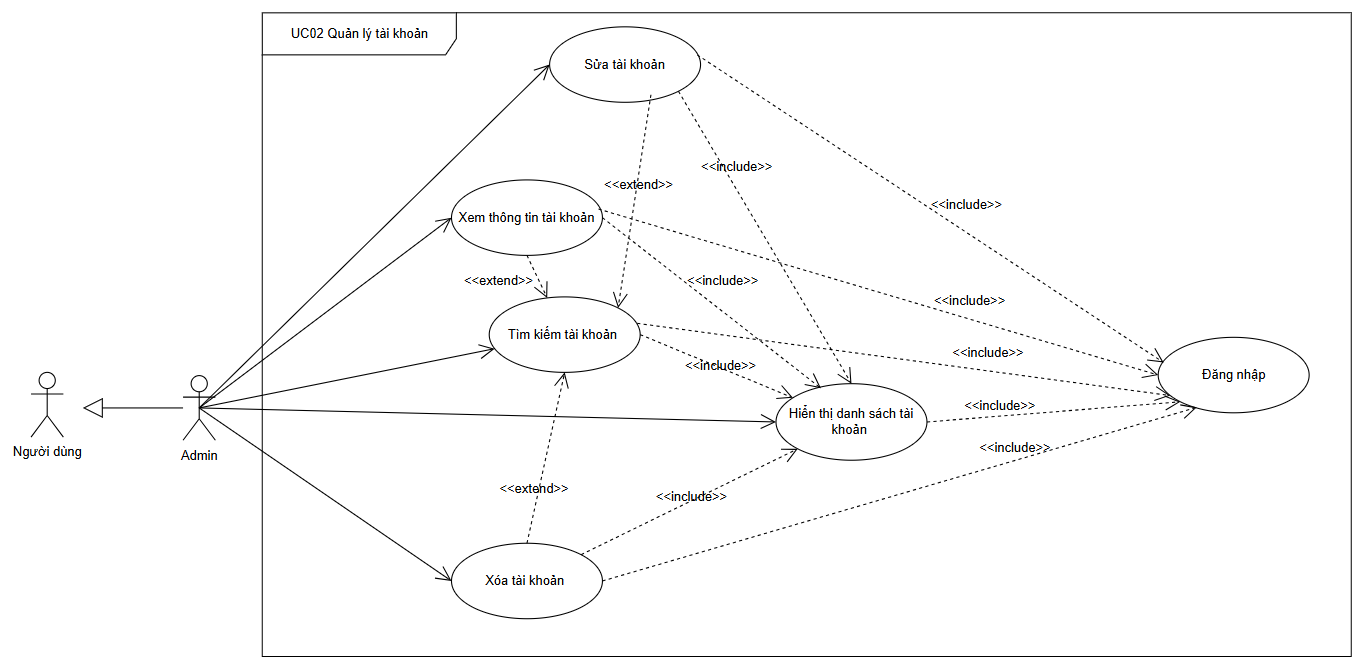 UC02 Quản lý tài khoản
Sửa tài khoản
<<include>>
<<extend>>
<<include>>
Xem thông tin tài khoản
<<extend>>
<<include>>
<<include>>
Tìm kiếm tài khoản
<<include>>
<<include>>
Đăng nhập
<<include>>
Hiển thị danh sách tài
khoản
Người dùng
Admin
<<include>>
<<extend>>
<<include>>
Xóa tài khoản